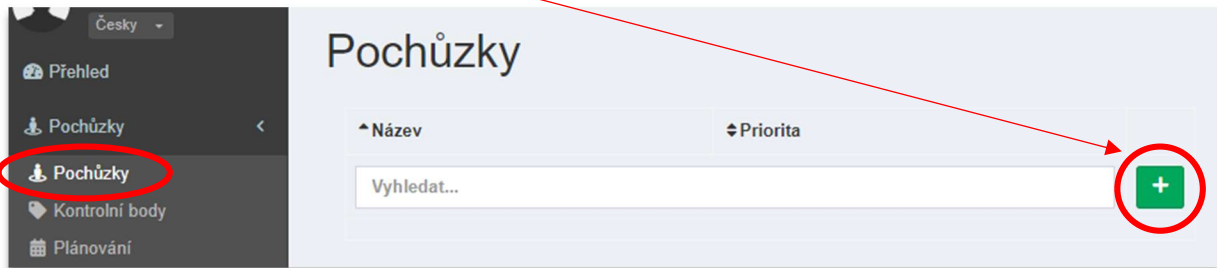 Česky
Přehled
Pochůzky
Pochůzky
Kontrolní body
Plánování
Pochůzky
Název
Priorita
Vyhledat...
+